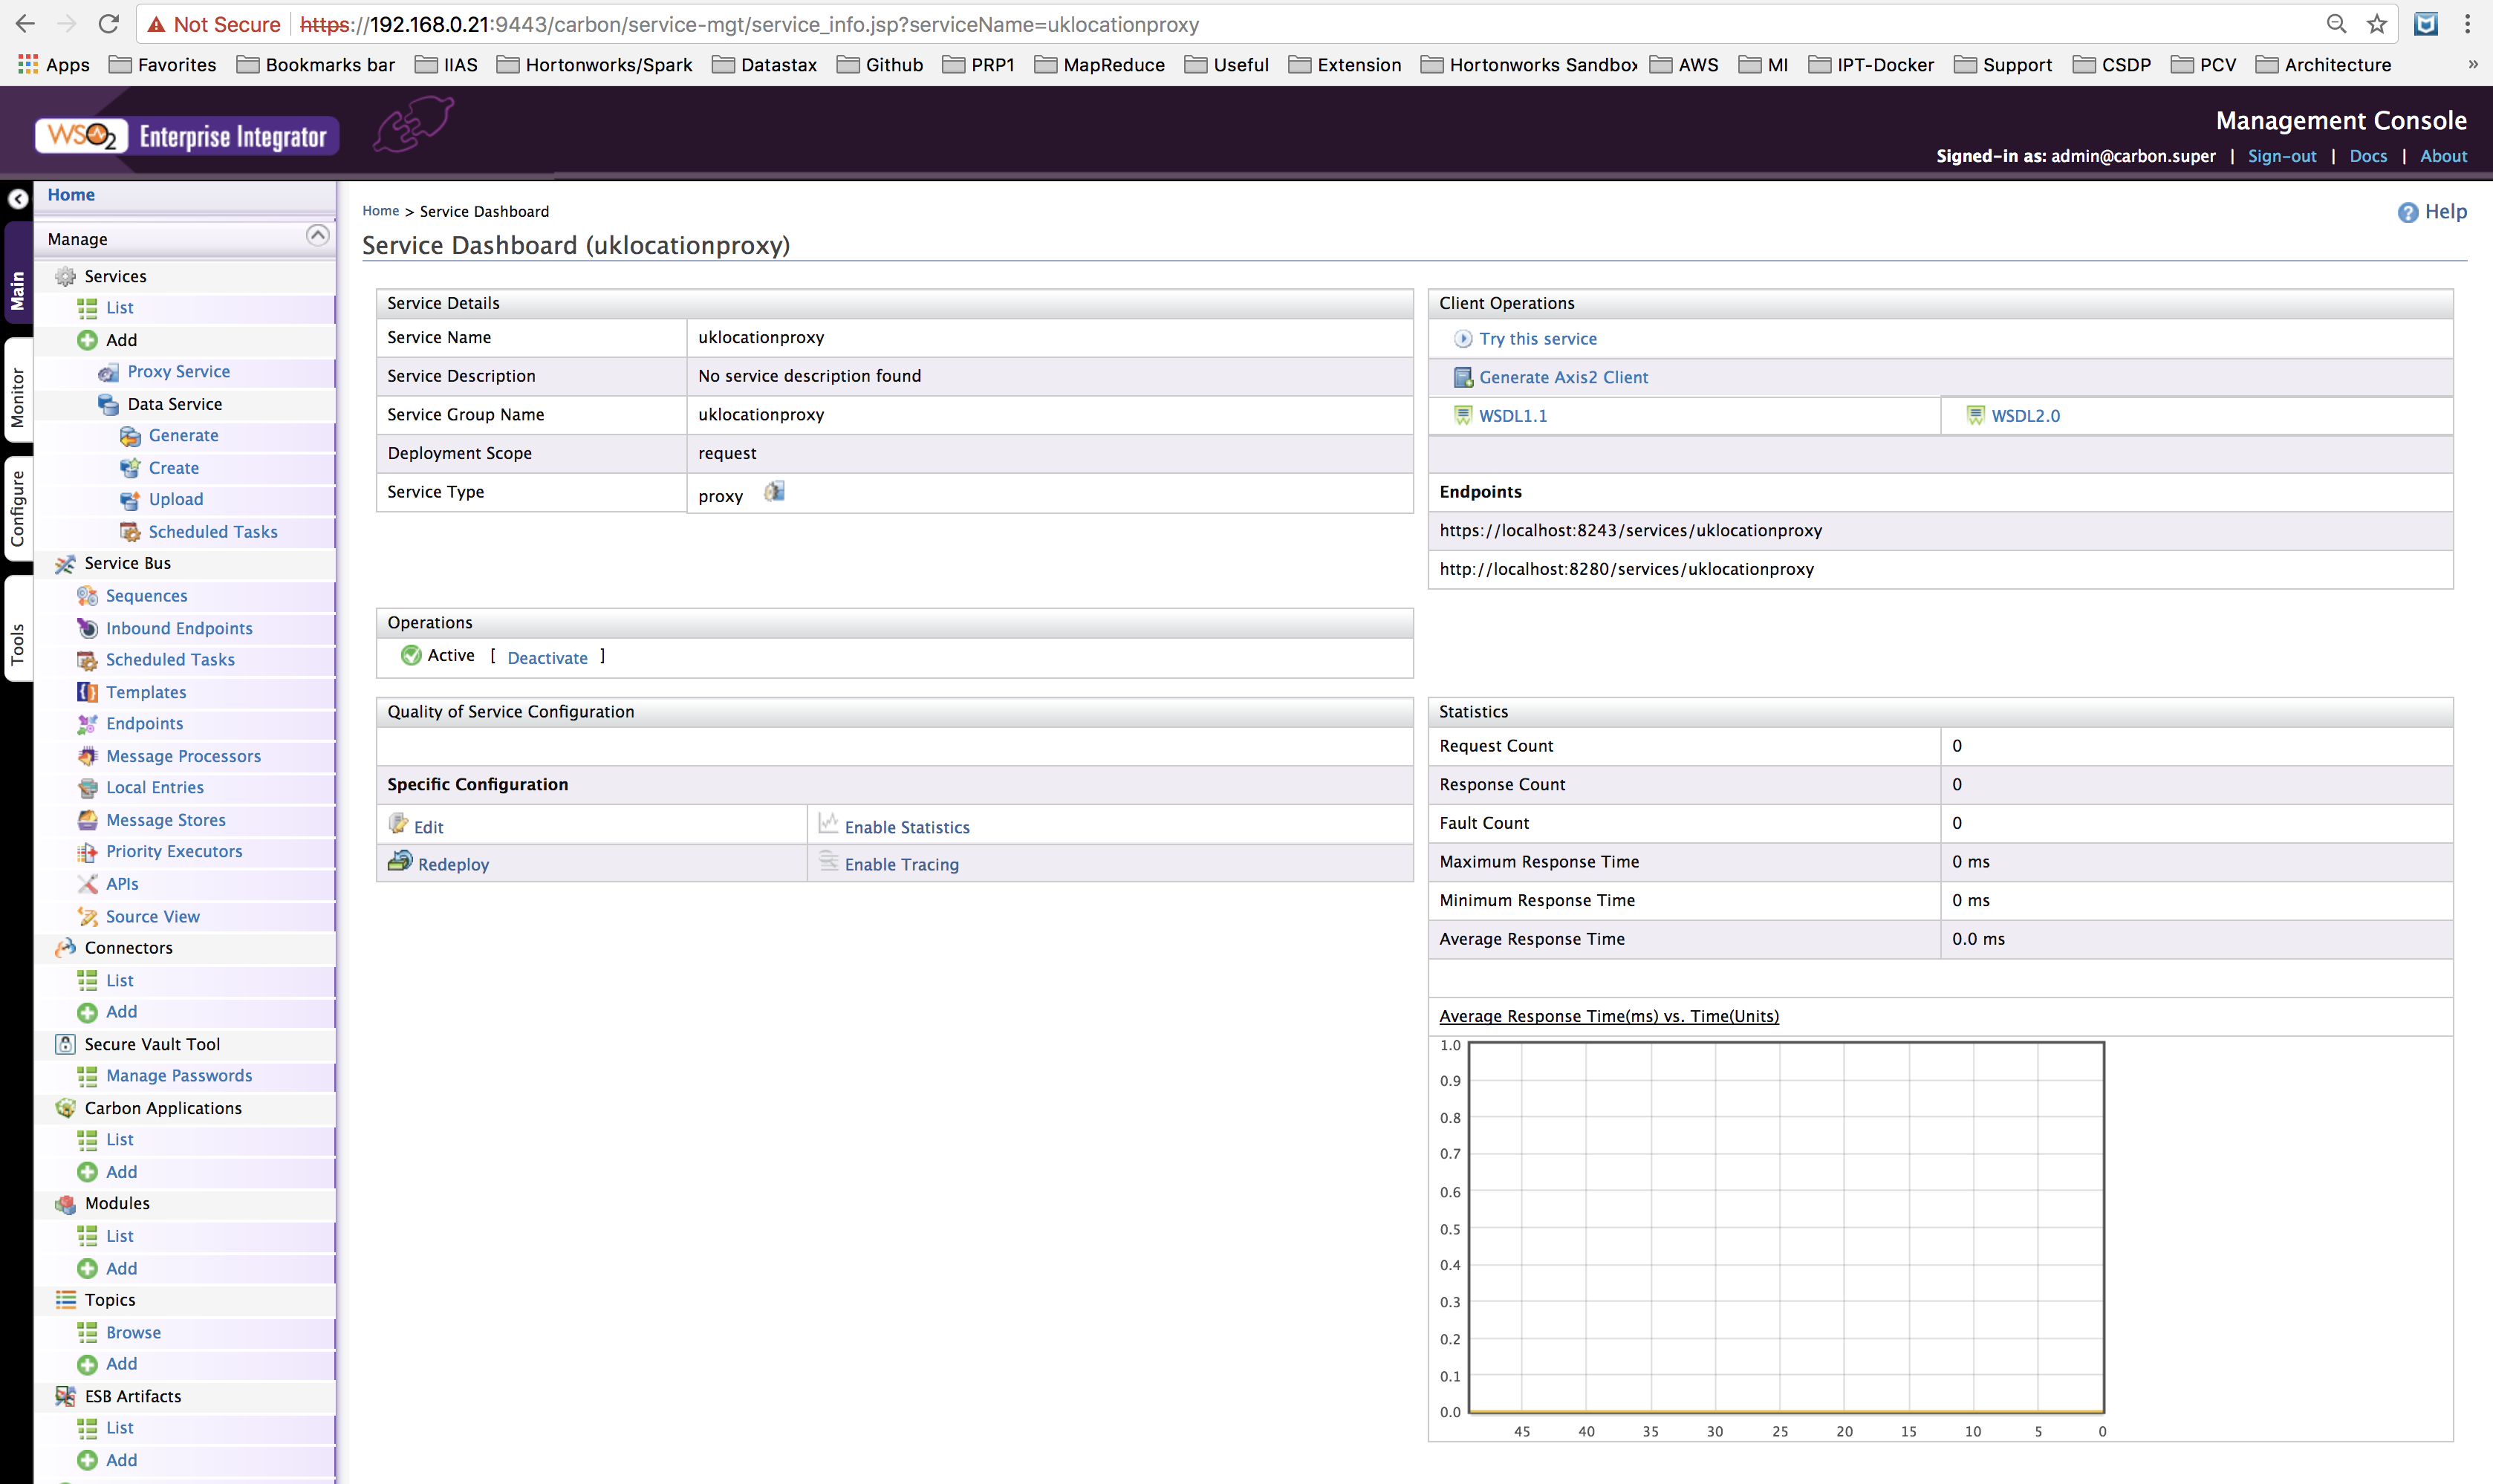 Not Secure https://192.168.0.21:9443/carbon/service-mgt/service_info.jsp?serviceName=uklocationproxy
Apps Favorites Bookmarks bar IIAS Hortonworks/Spark Datastax Github PRP1 MapReduce Useful Extension Hortonworks Sandbox AWS MI IPT-Docker Support CSDP PCV Architecture »
WSO2 Enterprise Integrator
Management Console
Signed-in as: admin@carbon.super | Sign-out | Docs | About
Main
Monitor
Configure
Tools
Home
Manage
Services
List
Add
Proxy Service
Data Service
Generate
Create
Upload
Scheduled Tasks
Service Bus
Sequences
Inbound Endpoints
Scheduled Tasks
Templates
Endpoints
Message Processors
Local Entries
Message Stores
Priority Executors
APIs
Source View
Connectors
List
Add
Secure Vault Tool
Manage Passwords
Carbon Applications
List
Add
Modules
List
Add
Topics
Browse
Add
ESB Artifacts
List
Add
Home > Service Dashboard
Help
Service Dashboard (uklocationproxy)
Service Details
Service Name uklocationproxy
Service Description No service description found
Service Group Name uklocationproxy
Deployment Scope request
Service Type proxy
Client Operations
Try this service
Generate Axis2 Client
WSDL1.1 WSDL2.0
Endpoints
https://localhost:8243/services/uklocationproxy
http://localhost:8280/services/uklocationproxy
Operations
Active [ Deactivate ]
Quality of Service Configuration
Specific Configuration
Edit Enable Statistics
Redeploy Enable Tracing
Statistics
Request Count 0
Response Count 0
Fault Count 0
Maximum Response Time 0 ms
Minimum Response Time 0 ms
Average Response Time 0.0 ms
Average Response Time(ms) vs. Time(Units)
1.0
0.9
0.8
0.7
0.6
0.5
0.4
0.3
0.2
0.1
0.0
45 40 35 30 25 20 15 10 5 0